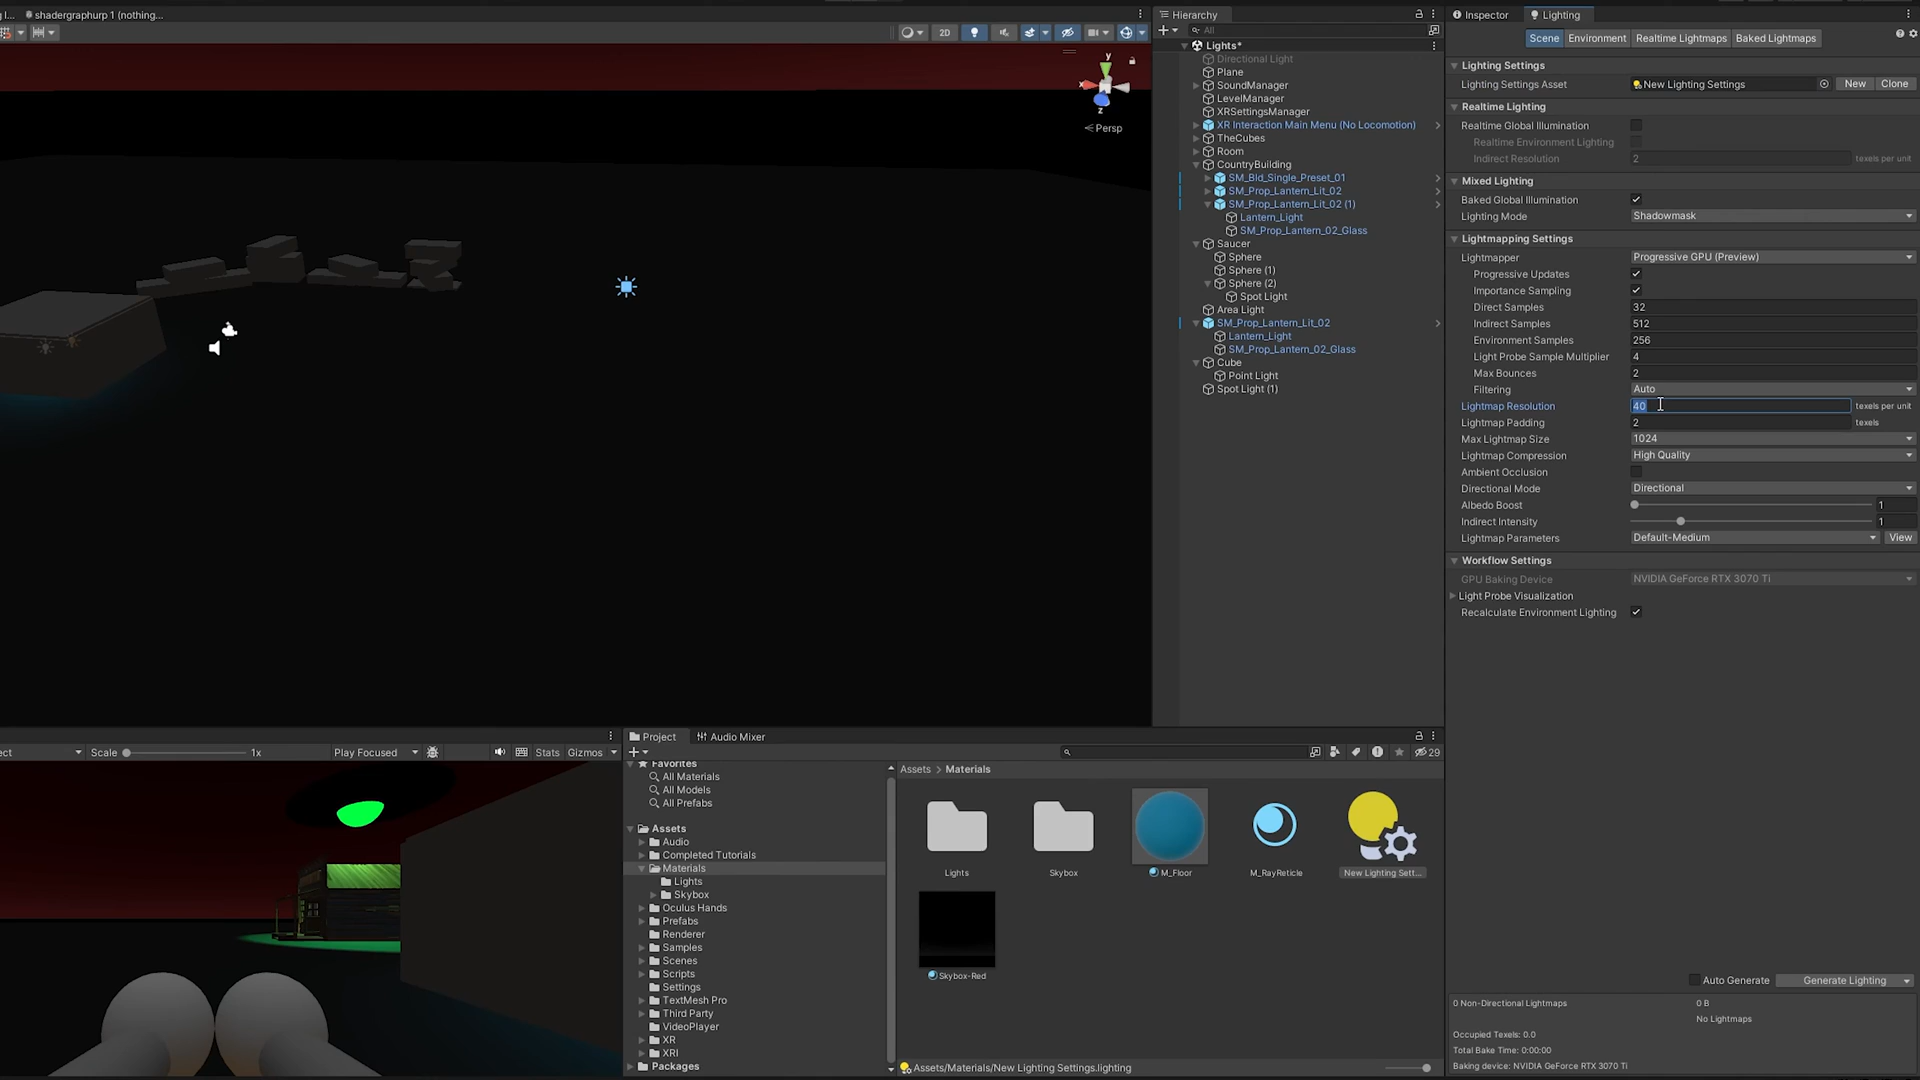 shadergraphurp 1 (nothing...
2D
y
x
z
Persp
Hierarchy
All
Lights*
Directional Light
Plane
SoundManager
LevelManager
XRSettingsManager
XR Interaction Main Menu (No Locomotion)
TheCubes
Room
CountryBuilding
SM_Bld_Single_Preset_01
SM_Prop_Lantern_Lit_02
SM_Prop_Lantern_Lit_02 (1)
Lantern_Light
SM_Prop_Lantern_02_Glass
Saucer
Sphere
Sphere (1)
Sphere (2)
Spot Light
Area Light
SM_Prop_Lantern_Lit_02
Lantern_Light
SM_Prop_Lantern_02_Glass
Cube
Point Light
Spot Light (1)
Inspector Lighting
Scene Environment Realtime Lightmaps Baked Lightmaps
Lighting Settings
Lighting Settings Asset New Lighting Settings New Clone
Realtime Lighting
Realtime Global Illumination
Realtime Environment Lighting
Indirect Resolution 2 texels per unit
Mixed Lighting
Baked Global Illumination
Lighting Mode Shadowmask
Lightmapping Settings
Lightmapper Progressive GPU (Preview)
Progressive Updates
Importance Sampling
Direct Samples 32
Indirect Samples 512
Environment Samples 256
Light Probe Sample Multiplier 4
Max Bounces 2
Filtering Auto
Lightmap Resolution 40 texels per unit
Lightmap Padding 2 texels
Max Lightmap Size 1024
Lightmap Compression High Quality
Ambient Occlusion
Directional Mode Directional
Albedo Boost 1
Indirect Intensity 1
Lightmap Parameters Default-Medium View
Workflow Settings
GPU Baking Device NVIDIA GeForce RTX 3070 Ti
Light Probe Visualization
Recalculate Environment Lighting
Auto Generate Generate Lighting
0 Non-Directional Lightmaps 0 B
No Lightmaps
Occupied Texels: 0.0
Total Bake Time: 0:00:00
Baking device: NVIDIA GeForce RTX 3070 Ti
Scale 1x Play Focused Stats Gizmos
Project Audio Mixer
29
Favorites
All Materials
All Models
All Prefabs
Assets
Audio
Completed Tutorials
Materials
Lights
Skybox
Oculus Hands
Prefabs
Renderer
Samples
Scenes
Scripts
Settings
TextMesh Pro
Third Party
VideoPlayer
XR
XRI
Packages
Assets > Materials
Lights Skybox M_Floor M_RayReticle New Lighting Sett...
Skybox-Red
Assets/Materials/New Lighting Settings.lighting